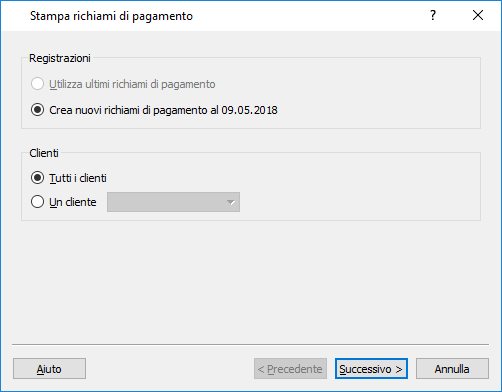 Stampa richiami di pagamento
?
Registrazioni
Utilizza ultimi richiami di pagamento
Crea nuovi richiami di pagamento al 09.05.2018
Clienti
Tutti i clienti
Un cliente
Aiuto < Precedente Successivo > Annulla